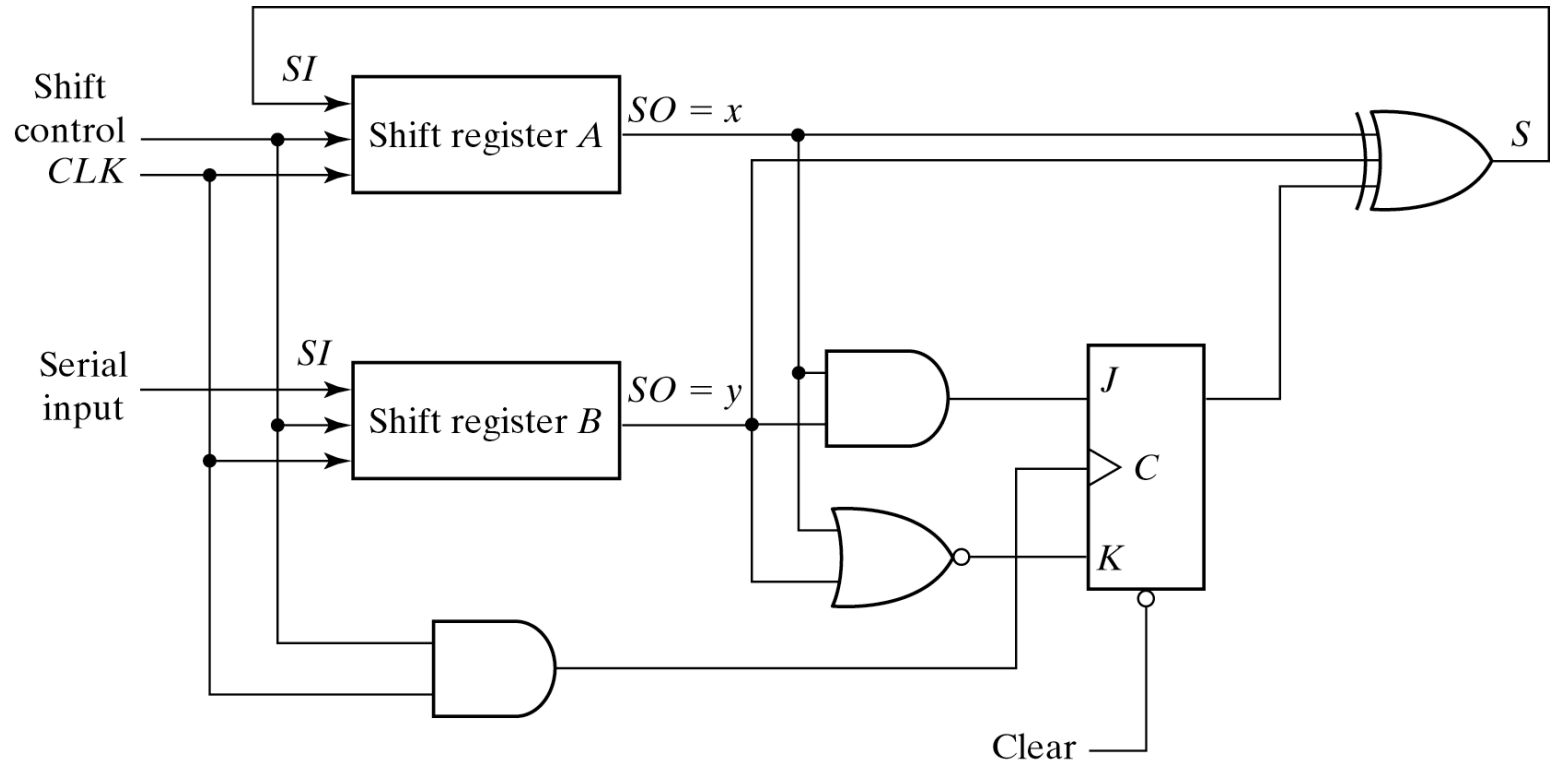 Shift
control
CLK
SI
Shift register A
SO = x
S
Serial
input
SI
Shift register B
SO = y
J
C
K
Clear